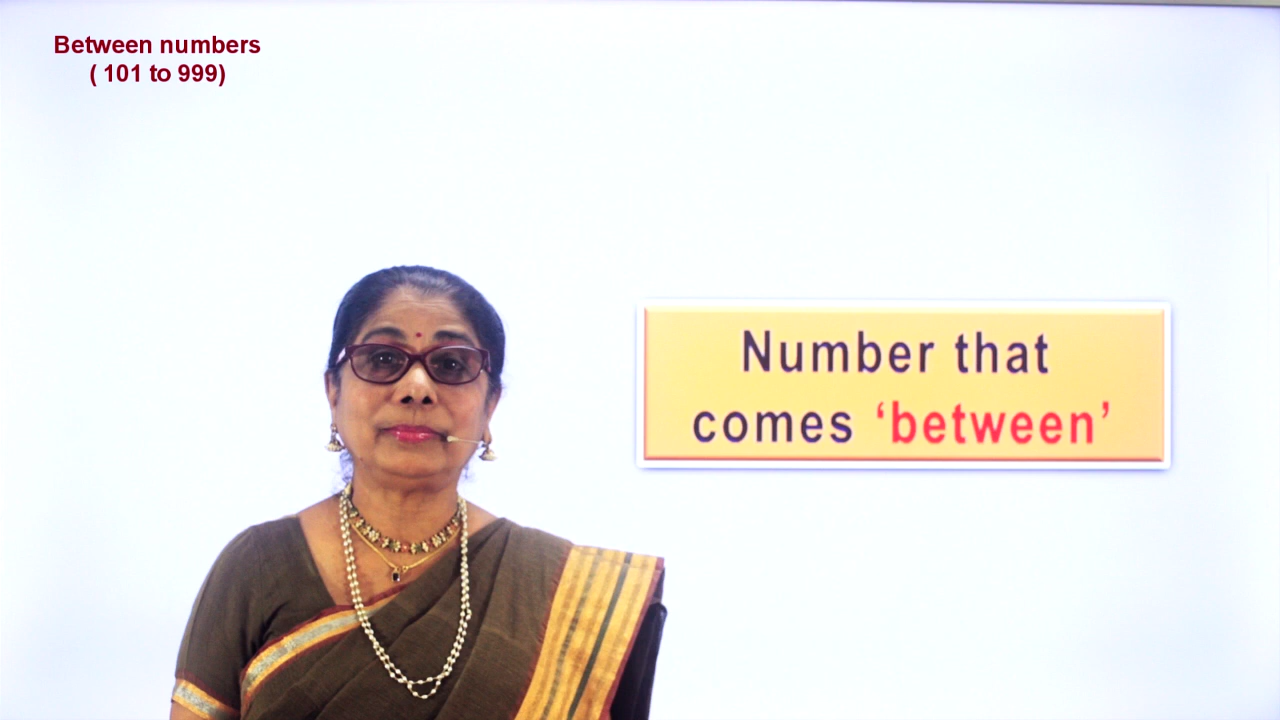 Between numbers
( 101 to 999)
Number that
comes ‘between’